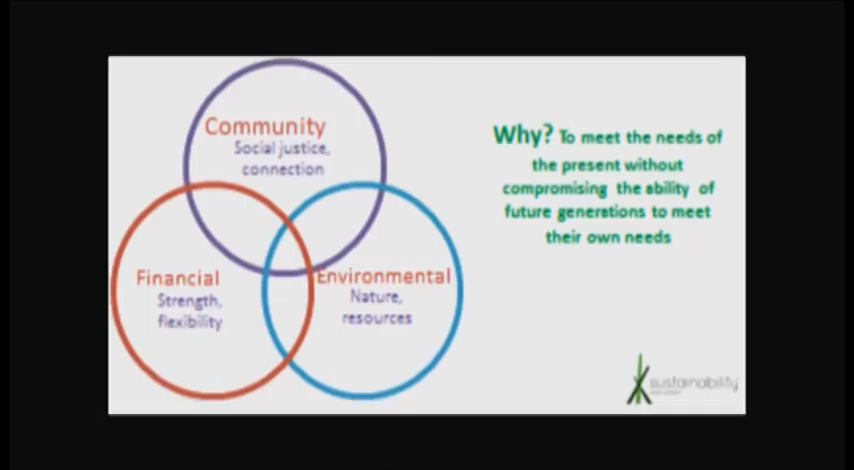 Community
Social justice,
connection
Financial
Strength,
flexibility
Environmental
Nature,
resources
Why? To meet the needs of
the present without
compromising the ability of
future generations to meet
their own needs
sustainability